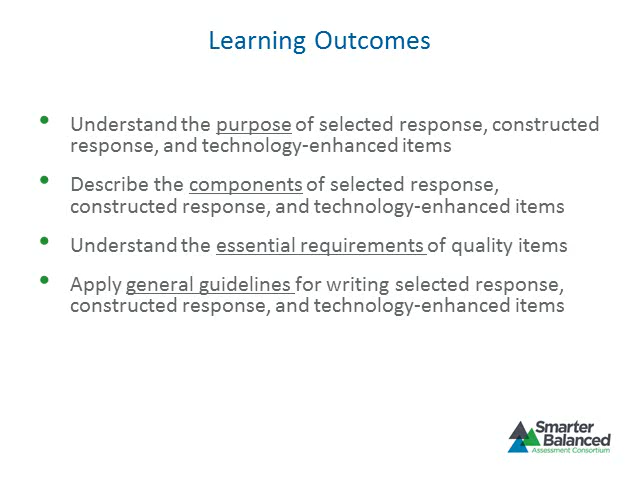 Learning Outcomes
• Understand the purpose of selected response, constructed
response, and technology-enhanced items
• Describe the components of selected response,
constructed response, and technology-enhanced items
• Understand the essential requirements of quality items
• Apply general guidelines for writing selected response,
constructed response, and technology-enhanced items
Smarter
Balanced
Assessment Consortium